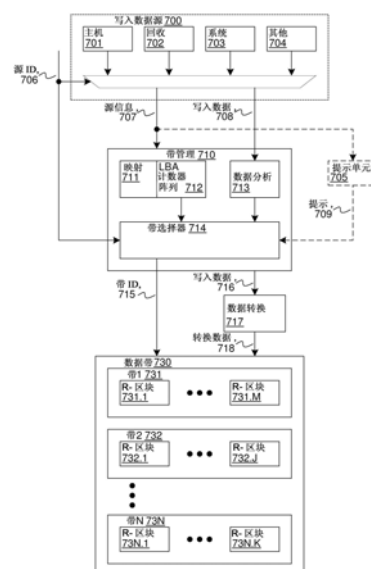 写入数据源 700
主机
701
回收
702
系统
703
其他
704
源 ID,
706
源信息,
707
写入数据,
708
带管理 710
映射
711
LBA
计数器
阵列 712
数据分析
713
提示单元
705
提示,
709
带选择器 714
带 ID,
715
写入数据,
716
数据转换
717
转换数据,
718
数据带 730
带1 731
R- 区块
731.1
R- 区块
731.M
带2 732
R- 区块
732.1
R- 区块
732.J
带N 73N
R- 区块
73N.1
R- 区块
73N.K